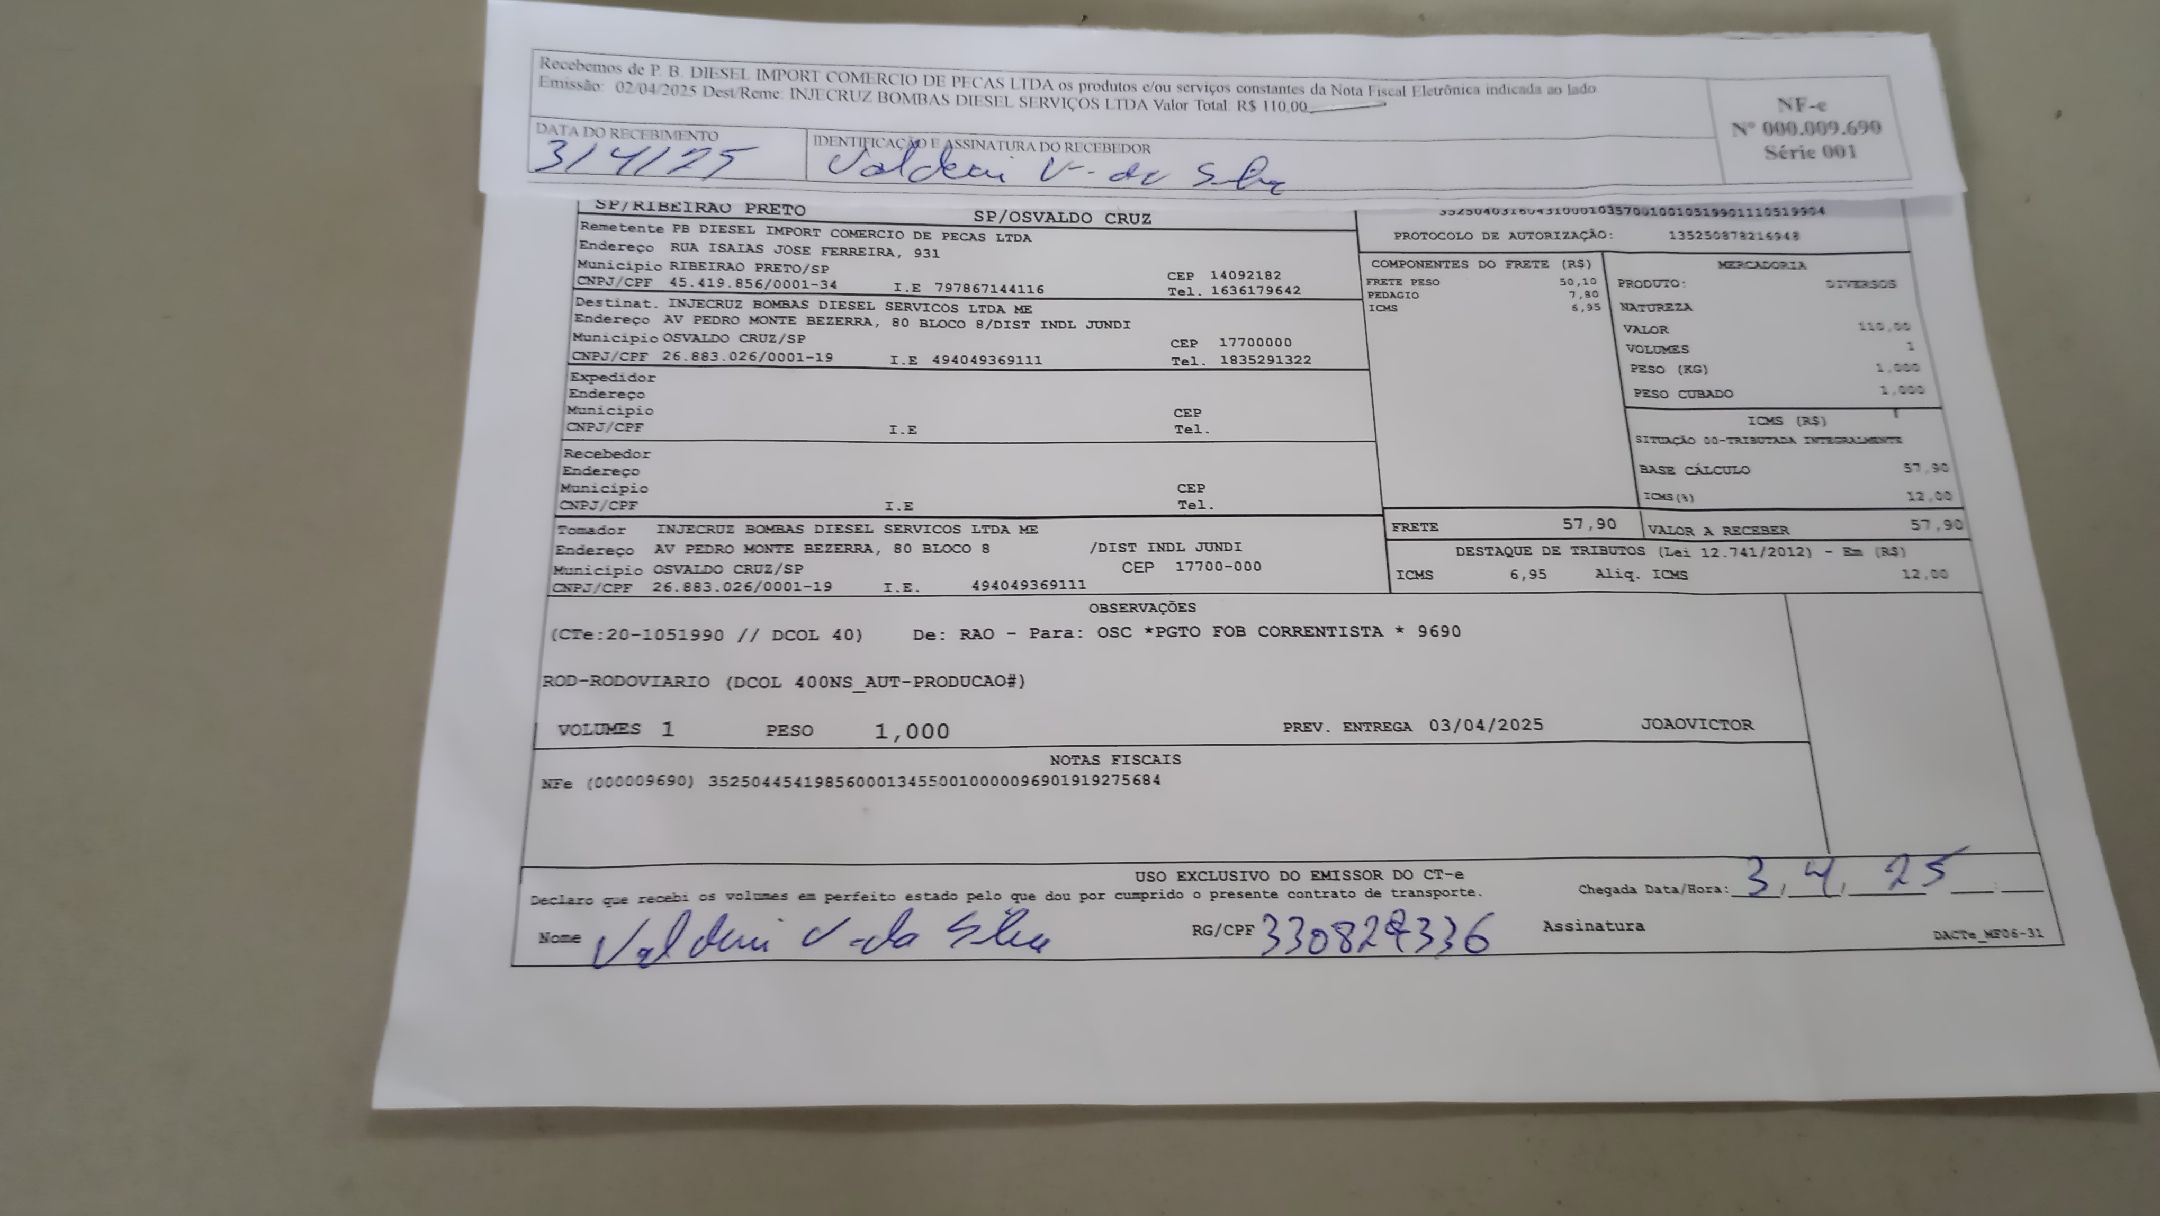 Recebemos de P. B. DIESEL IMPORT COMERCIO DE PECAS LTDA os produtos e/ou serviços constantes da Nota Fiscal Eletrônica indicada ao lado
Emissão: 02/04/2025 Dest/Reme: INJECRUZ BOMBAS DIESEL SERVIÇOS LTDA Valor Total: R$ 110,00
NF-e
Nº 000.009.690
Série 001
DATA DO RECEBIMENTO
3/4/25
IDENTIFICAÇÃO E ASSINATURA DO RECEBEDOR
Valdeni V. da Silva
SP/RIBEIRAO PRETO SP/OSVALDO CRUZ
PROTOCOLO DE AUTORIZAÇÃO: 135250878216948
Remetente PB DIESEL IMPORT COMERCIO DE PECAS LTDA
Endereço RUA ISAIAS JOSE FERREIRA, 931
Municipio RIBEIRAO PRETO/SP CEP 14092182
CNPJ/CPF 45.419.856/0001-34 I.E 797867144116 Tel. 1636179642
Destinat. INJECRUZ BOMBAS DIESEL SERVICOS LTDA ME
Endereço AV PEDRO MONTE BEZERRA, 80 BLOCO 8/DIST INDL JUNDI
Municipio OSVALDO CRUZ/SP CEP 17700000
CNPJ/CPF 26.883.026/0001-19 I.E 494049369111 Tel. 1835291322
Expedidor
Endereço
Municipio CEP
CNPJ/CPF I.E Tel.
Recebedor
Endereço
Municipio CEP
CNPJ/CPF I.E Tel.
Tomador INJECRUZ BOMBAS DIESEL SERVICOS LTDA ME
Endereço AV PEDRO MONTE BEZERRA, 80 BLOCO 8 /DIST INDL JUNDI
Municipio OSVALDO CRUZ/SP CEP 17700-000
CNPJ/CPF 26.883.026/0001-19 I.E. 494049369111
COMPONENTES DO FRETE (R$)
FRETE PESO 50,10
PEDAGIO 7,80
ICMS 6,95
MERCADORIA
PRODUTO: DIVERSOS
NATUREZA
VALOR 110,00
VOLUMES 1
PESO (KG) 1,000
PESO CUBADO 1,000
ICMS (R$)
SITUAÇÃO 00-TRIBUTADA INTEGRALMENTE
BASE CÁLCULO 57,90
ICMS(%) 12,00
FRETE 57,90 VALOR A RECEBER 57,90
DESTAQUE DE TRIBUTOS (Lei 12.741/2012) - Em (R$)
ICMS 6,95 Aliq. ICMS 12,00
OBSERVAÇÕES
(CTe:20-1051990 // DCOL 40) De: RAO - Para: OSC *PGTO FOB CORRENTISTA * 9690
ROD-RODOVIARIO (DCOL 400NS_AUT-PRODUCAO#)
VOLUMES 1 PESO 1,000 PREV. ENTREGA 03/04/2025 JOAOVICTOR
NOTAS FISCAIS
NFe (000009690) 35250445419856000134550010000096901919275684
USO EXCLUSIVO DO EMISSOR DO CT-e
Declaro que recebi os volumes em perfeito estado pelo que dou por cumprido o presente contrato de transporte. Chegada Data/Hora: 3/4/25
Nome Valdeni V. da Silva RG/CPF Assinatura
DACTe_MF06-31